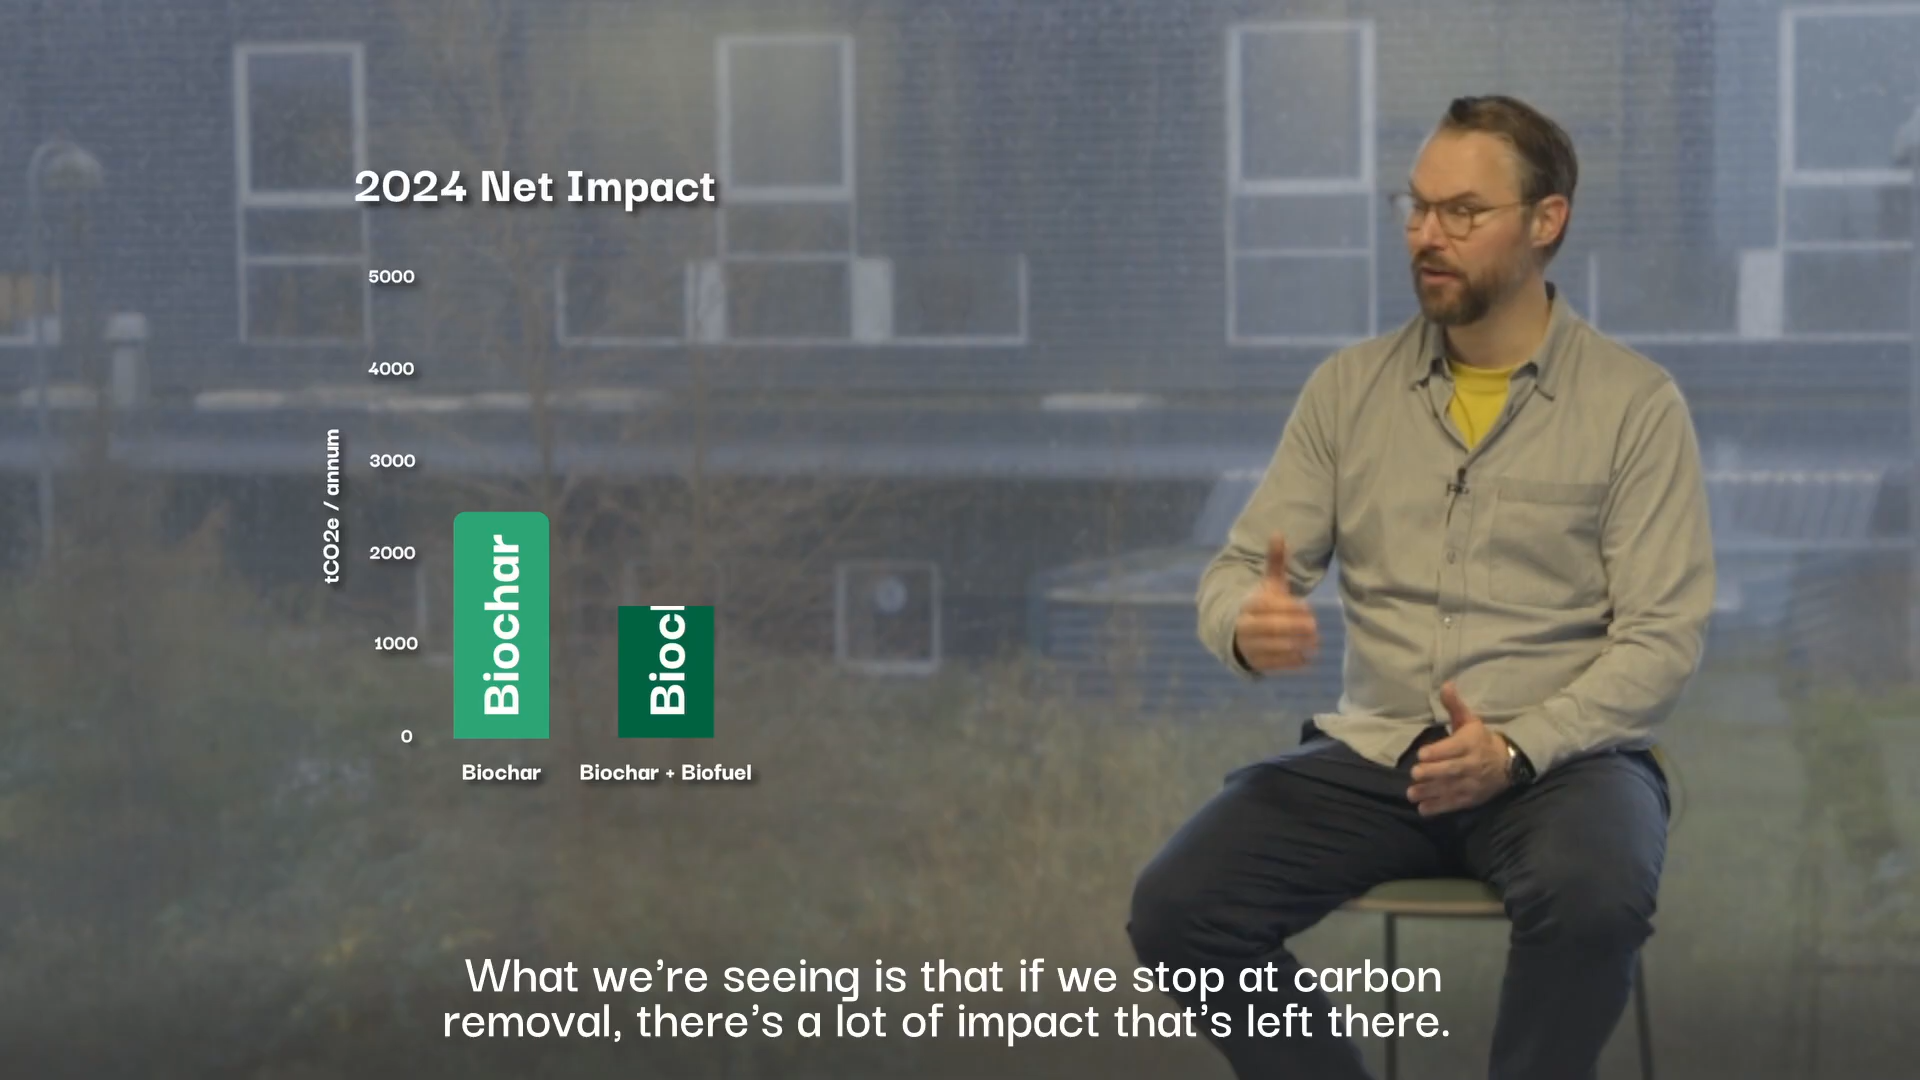 2024 Net Impact
5000
4000
3000
2000
1000
0
tCO2e / annum
Biochar
Biocl
Biochar
Biochar + Biofuel
What we're seeing is that if we stop at carbon
removal, there's a lot of impact that's left there.